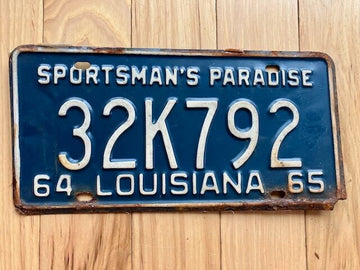 SPORTSMAN'S PARADISE
32K792
64 LOUISIANA 65